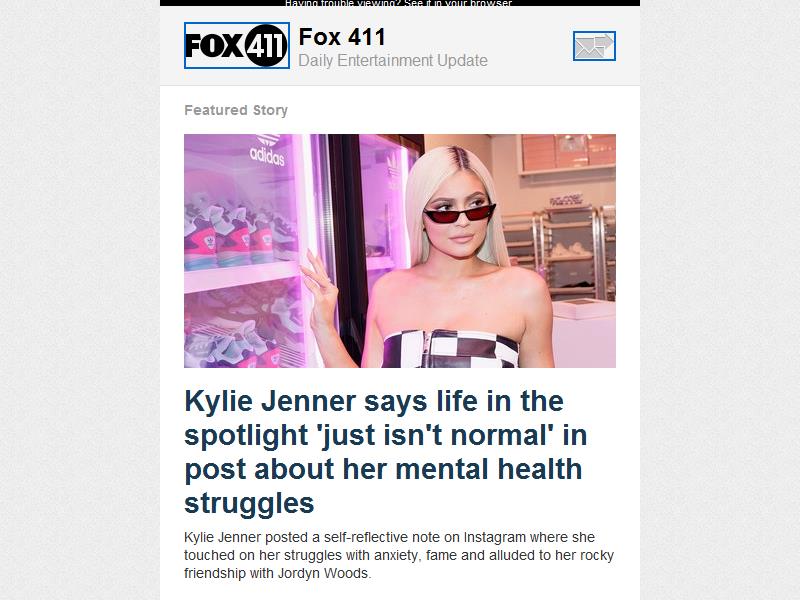 Having trouble viewing? See it in your browser
FOX 411
Fox 411
Daily Entertainment Update
Featured Story
adidas
Kylie Jenner says life in the
spotlight 'just isn't normal' in
post about her mental health
struggles
Kylie Jenner posted a self-reflective note on Instagram where she
touched on her struggles with anxiety, fame and alluded to her rocky
friendship with Jordyn Woods.